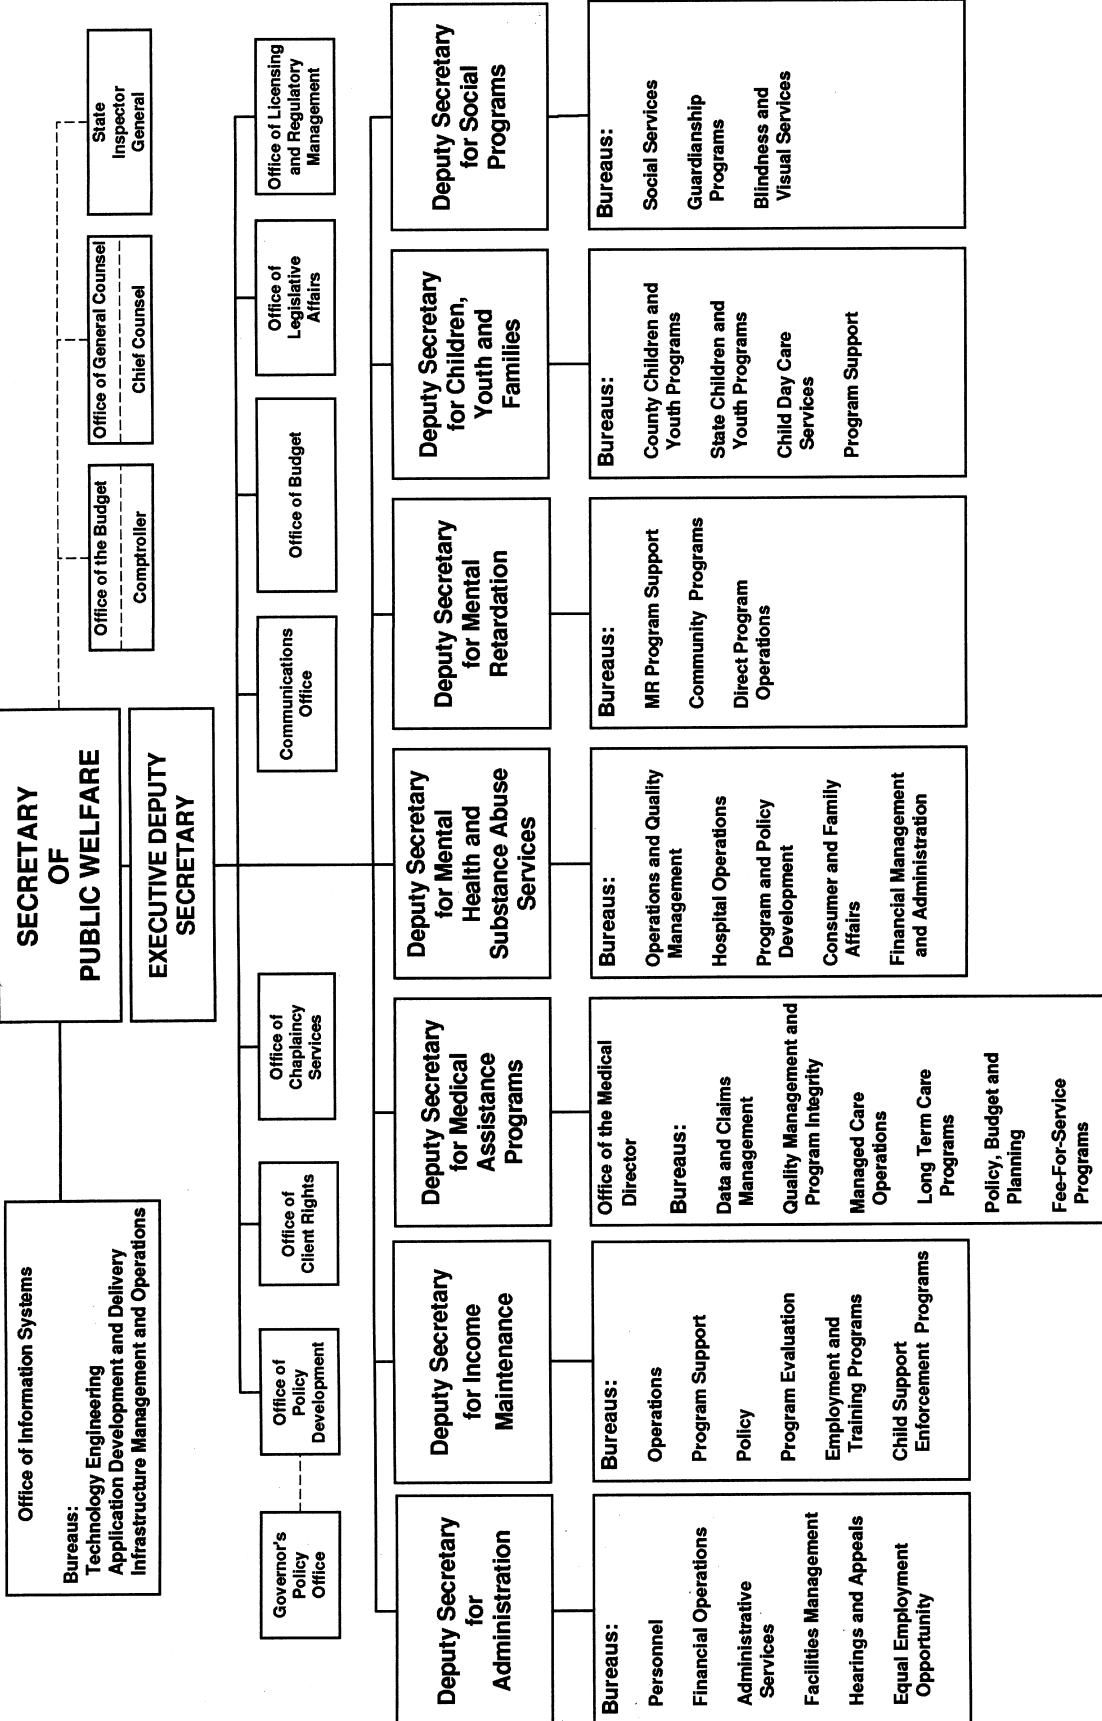 SECRETARY
OF
PUBLIC WELFARE
EXECUTIVE DEPUTY
SECRETARY
Office of Information Systems
Bureaus:
Technology Engineering
Application Development and Delivery
Infrastructure Management and Operations
Office of the Budget
Comptroller
Office of General Counsel
Chief Counsel
State
Inspector
General
Governor's
Policy
Office
Office of
Policy
Development
Office of
Client Rights
Office of
Chaplaincy
Services
Communications
Office
Office of Budget
Office of
Legislative
Affairs
Office of Licensing
and Regulatory
Management
Deputy Secretary
for
Administration
Bureaus:
Personnel
Financial Operations
Administrative
Services
Facilities Management
Hearings and Appeals
Equal Employment
Opportunity
Deputy Secretary
for Income
Maintenance
Bureaus:
Operations
Program Support
Policy
Program Evaluation
Employment and
Training Programs
Child Support
Enforcement Programs
Deputy Secretary
for Medical
Assistance
Programs
Office of the Medical
Director
Bureaus:
Data and Claims
Management
Quality Management and
Program Integrity
Managed Care
Operations
Long Term Care
Programs
Policy, Budget and
Planning
Fee-For-Service
Programs
Deputy Secretary
for Mental
Health and
Substance Abuse
Services
Bureaus:
Operations and Quality
Management
Hospital Operations
Program and Policy
Development
Consumer and Family
Affairs
Financial Management
and Administration
Deputy Secretary
for Mental
Retardation
Bureaus:
MR Program Support
Community Programs
Direct Program
Operations
Deputy Secretary
for Children,
Youth and
Families
Bureaus:
County Children and
Youth Programs
State Children and
Youth Programs
Child Day Care
Services
Program Support
Deputy Secretary
for Social
Programs
Bureaus:
Social Services
Guardianship
Programs
Blindness and
Visual Services